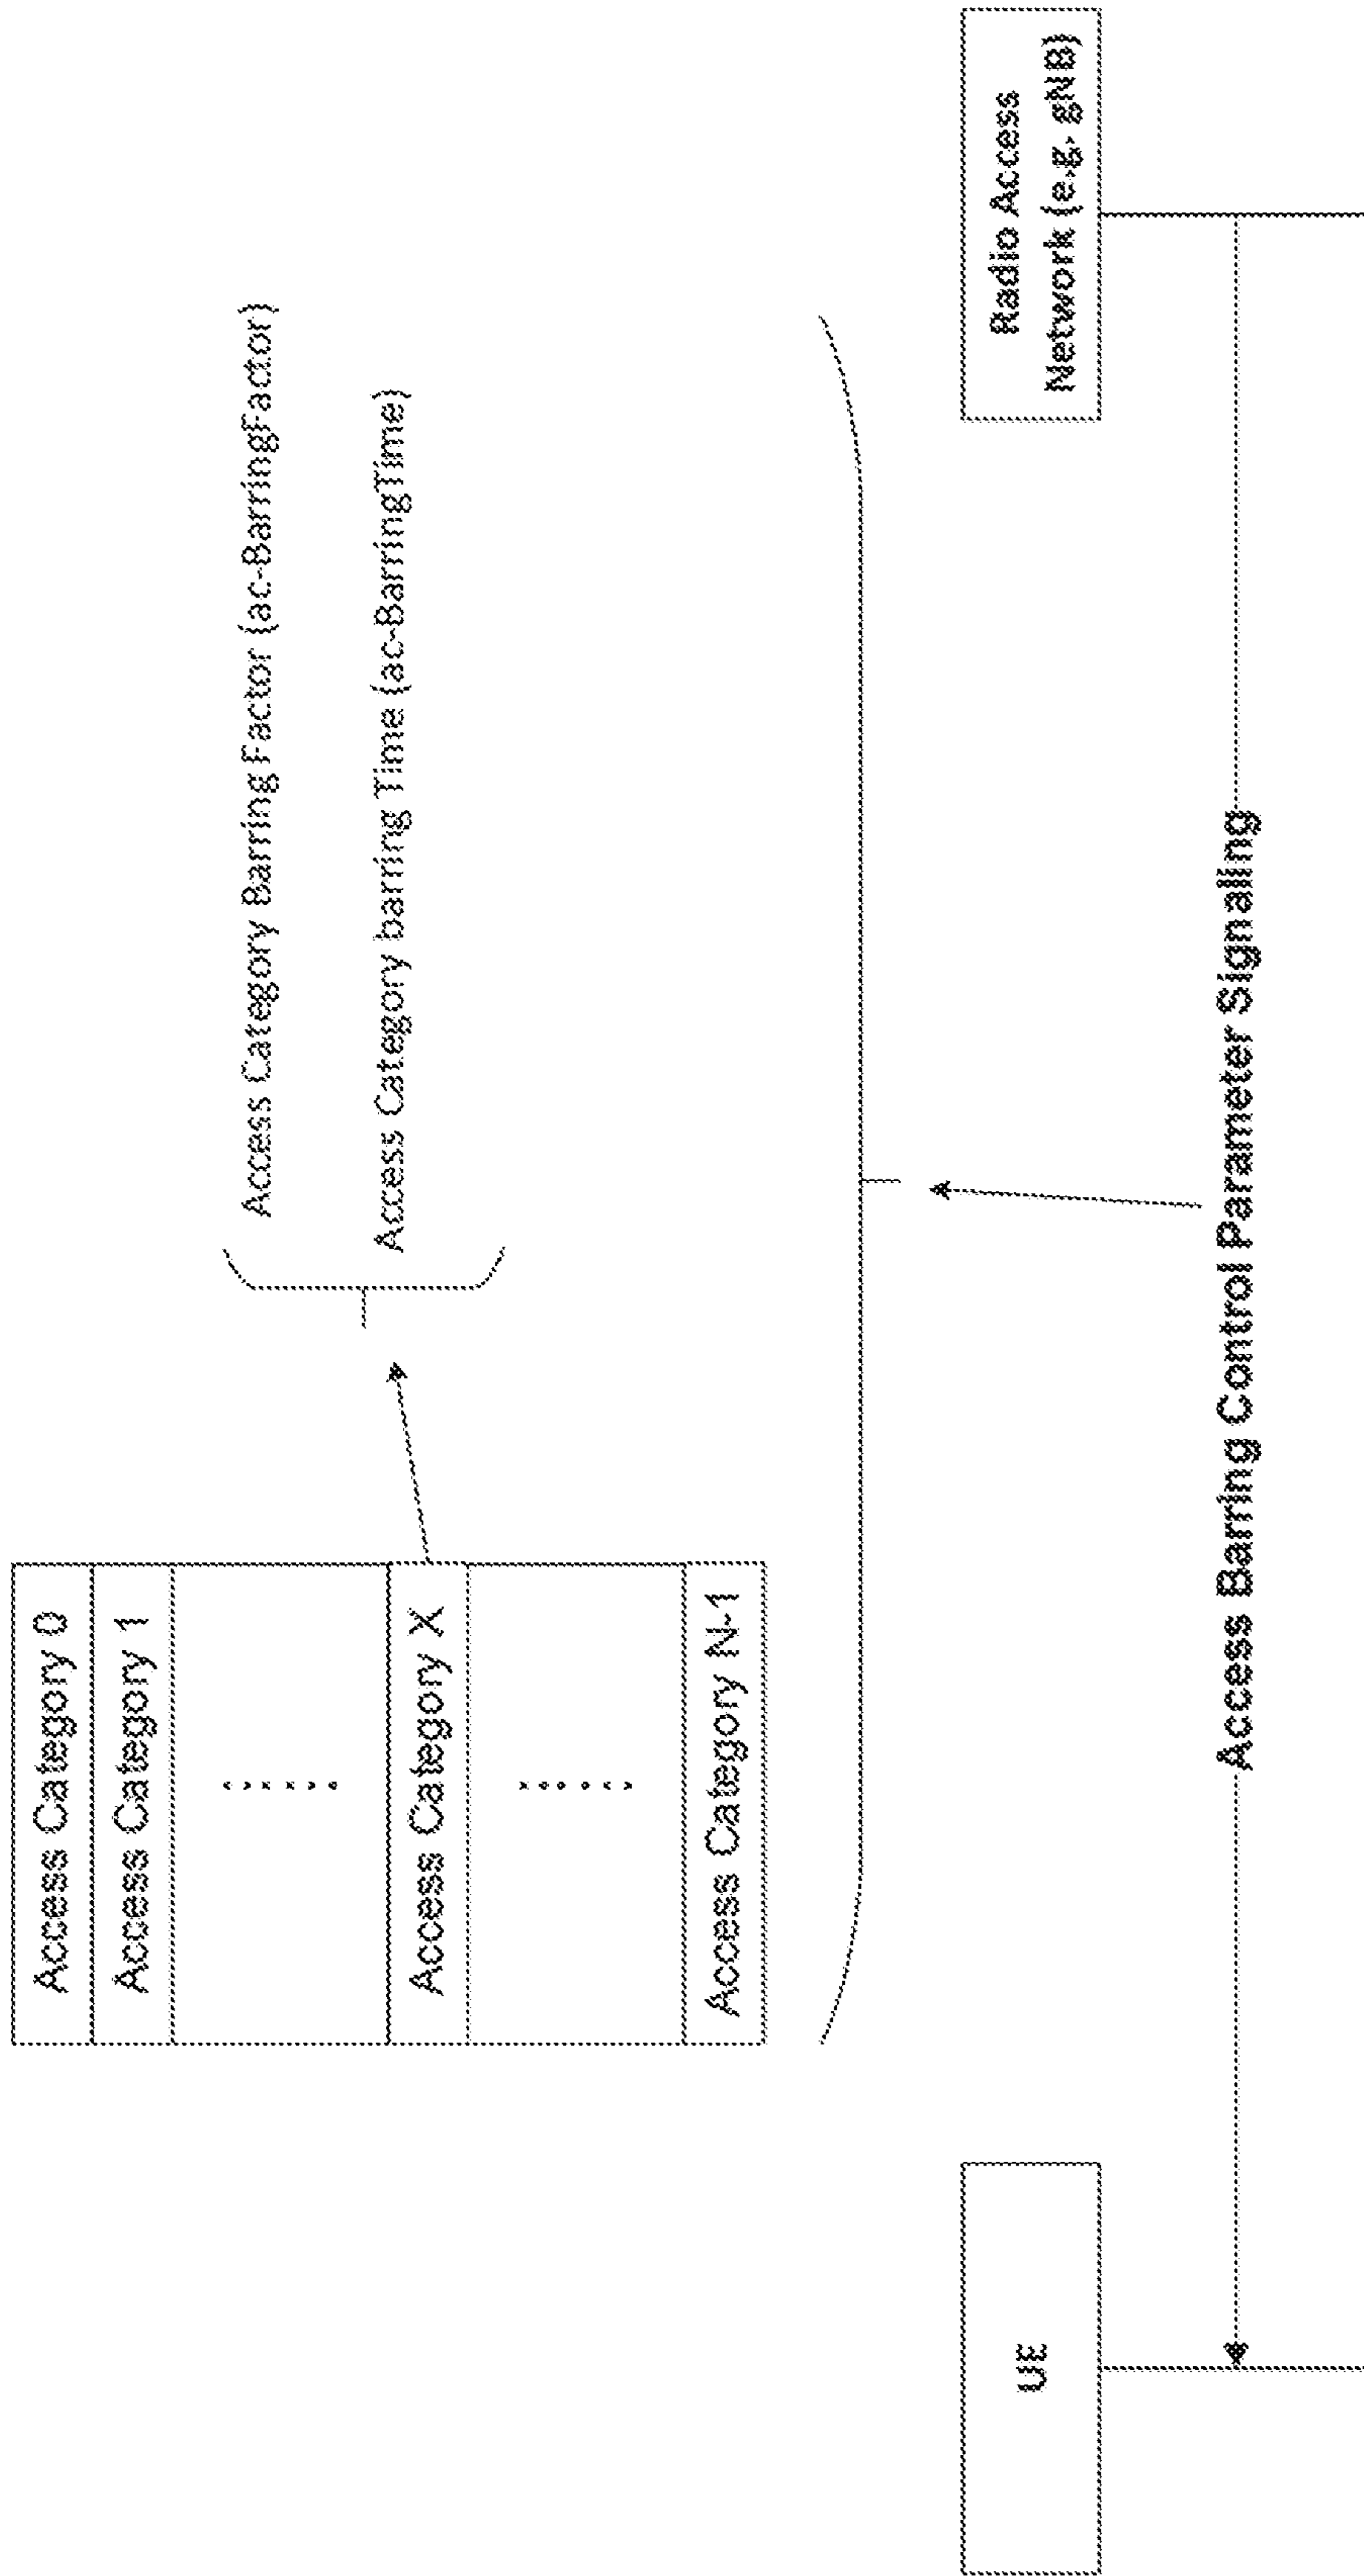 Access Category 0
Access Category 1
Access Category X
Access Category N-1
Access Category Barring Factor (ac-BarringFactor)
Access Category barring Time (ac-BarringTime)
UE
Radio Access
Network (e.g. gNB)
Access Barring Control Parameter Signalling